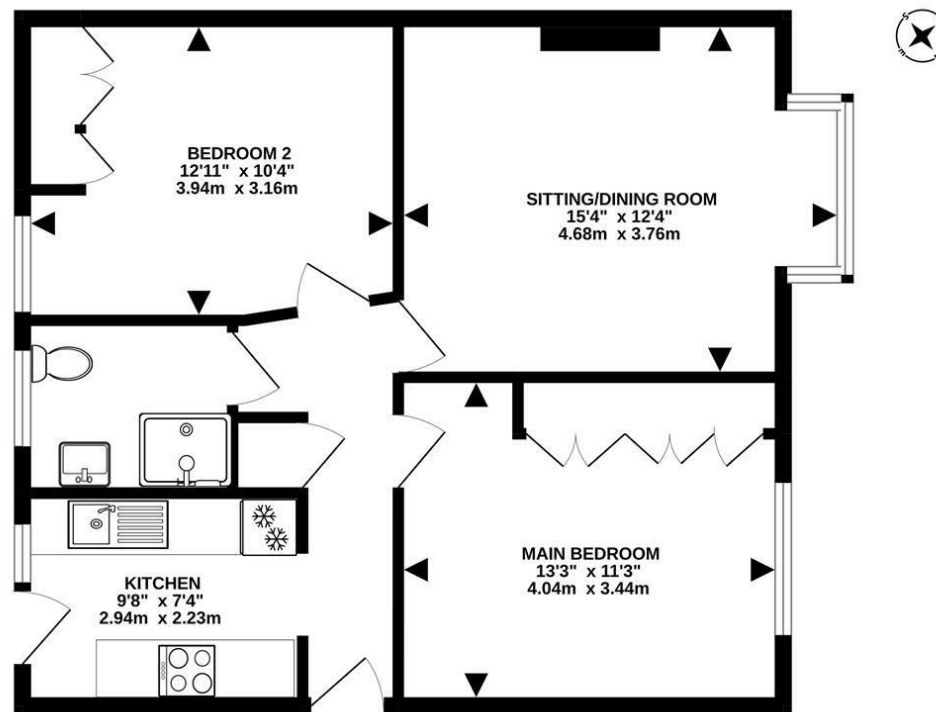 BEDROOM 2
12'11" x 10'4"
3.94m x 3.16m
SITTING/DINING ROOM
15'4" x 12'4"
4.68m x 3.76m
MAIN BEDROOM
13'3" x 11'3"
4.04m x 3.44m
KITCHEN
9'8" x 7'4"
2.94m x 2.23m